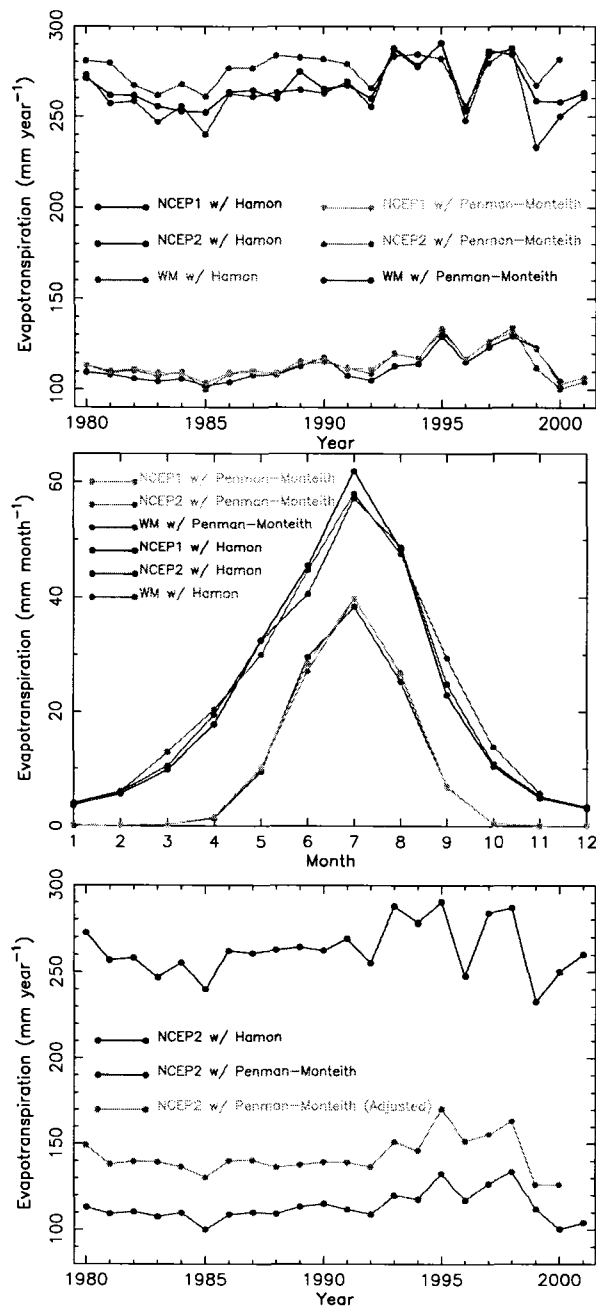 300
250
200
150
100
Evapotranspiration (mm year⁻¹)
NCEP1 w/ Hamon
NCEP1 w/ Penman-Monteith
NCEP2 w/ Hamon
NCEP2 w/ Penman-Monteith
WM w/ Hamon
WM w/ Penman-Monteith
1980 1985 1990 1995 2000
Year
60
40
20
0
Evapotranspiration (mm month⁻¹)
NCEP1 w/ Penman-Monteith
NCEP2 w/ Penman-Monteith
WM w/ Penman-Monteith
NCEP1 w/ Hamon
NCEP2 w/ Hamon
WM w/ Hamon
1 2 3 4 5 6 7 8 9 10 11 12
Month
300
250
200
150
100
Evapotranspiration (mm year⁻¹)
NCEP2 w/ Hamon
NCEP2 w/ Penman-Monteith
NCEP2 w/ Penman-Monteith (Adjusted)
1980 1985 1990 1995 2000
Year